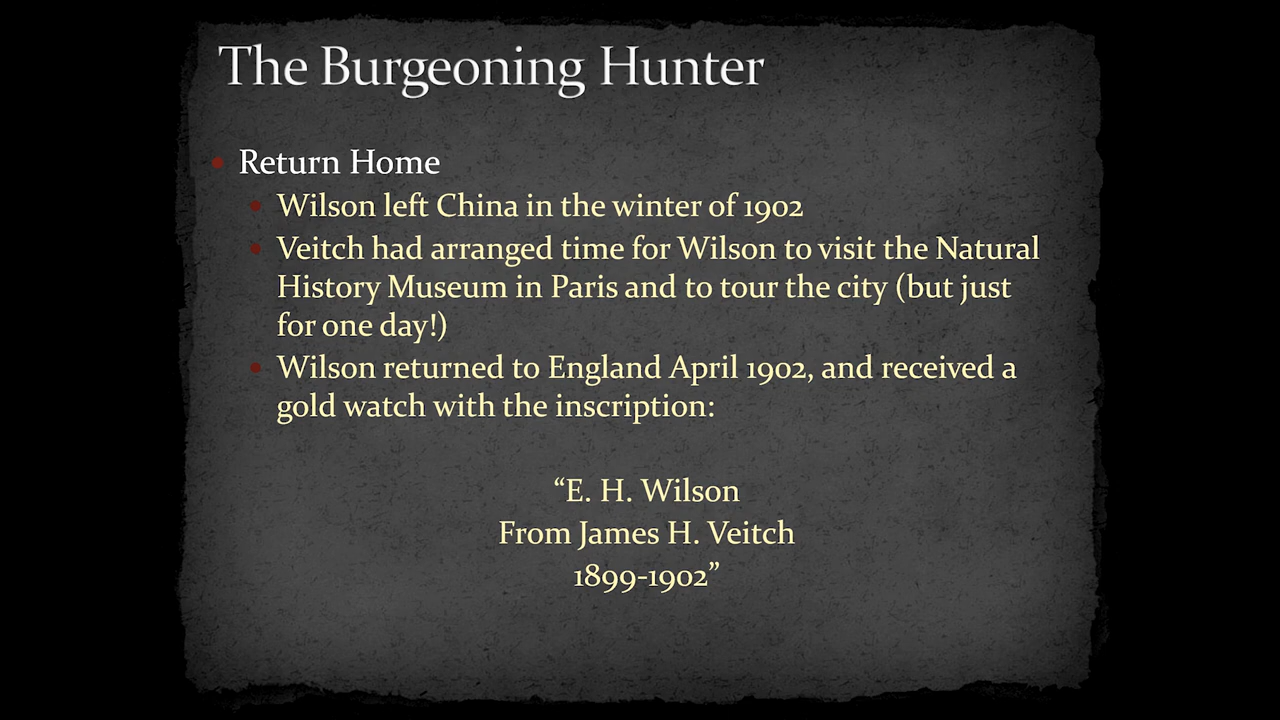 The Burgeoning Hunter
Return Home
Wilson left China in the winter of 1902
Veitch had arranged time for Wilson to visit the Natural
History Museum in Paris and to tour the city (but just
for one day!)
Wilson returned to England April 1902, and received a
gold watch with the inscription:
“E. H. Wilson
From James H. Veitch
1899-1902”